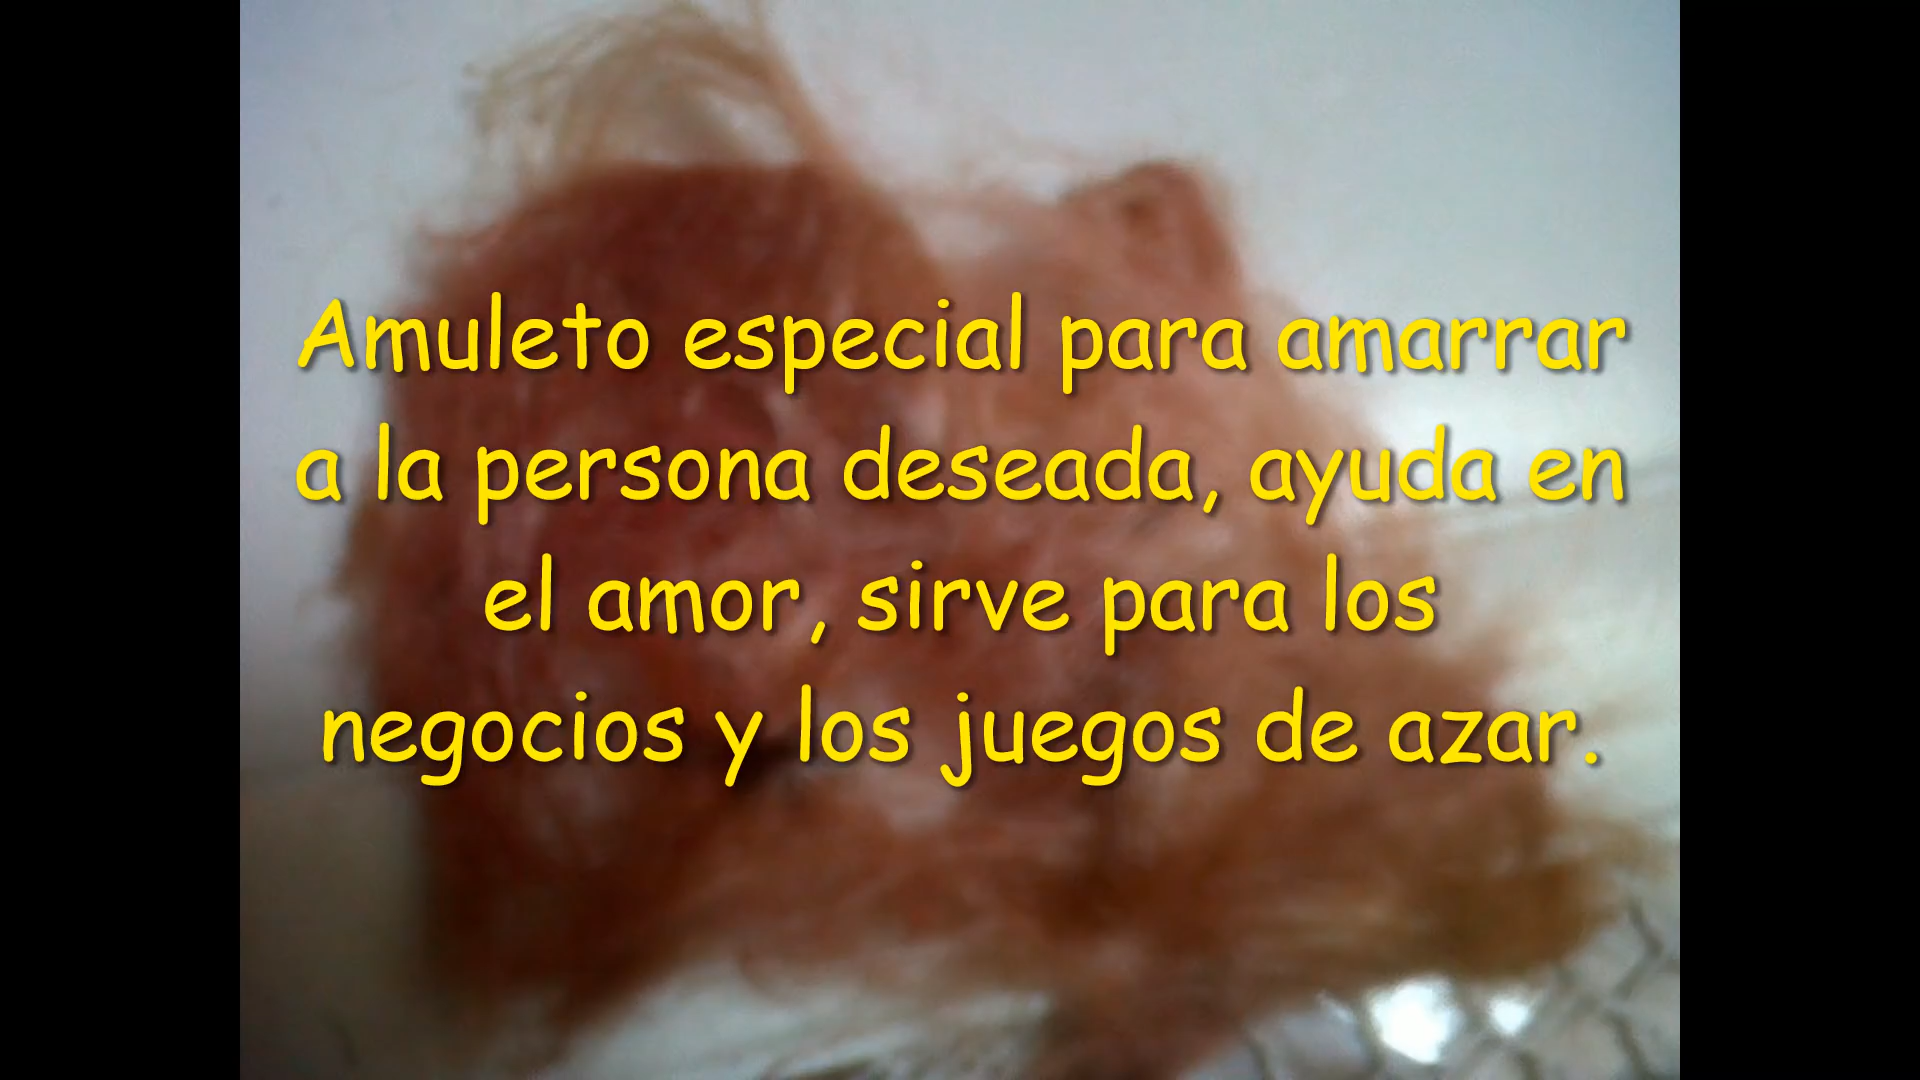 Amuleto especial para amarrar
a la persona deseada, ayuda en
el amor, sirve para los
negocios y los juegos de azar.